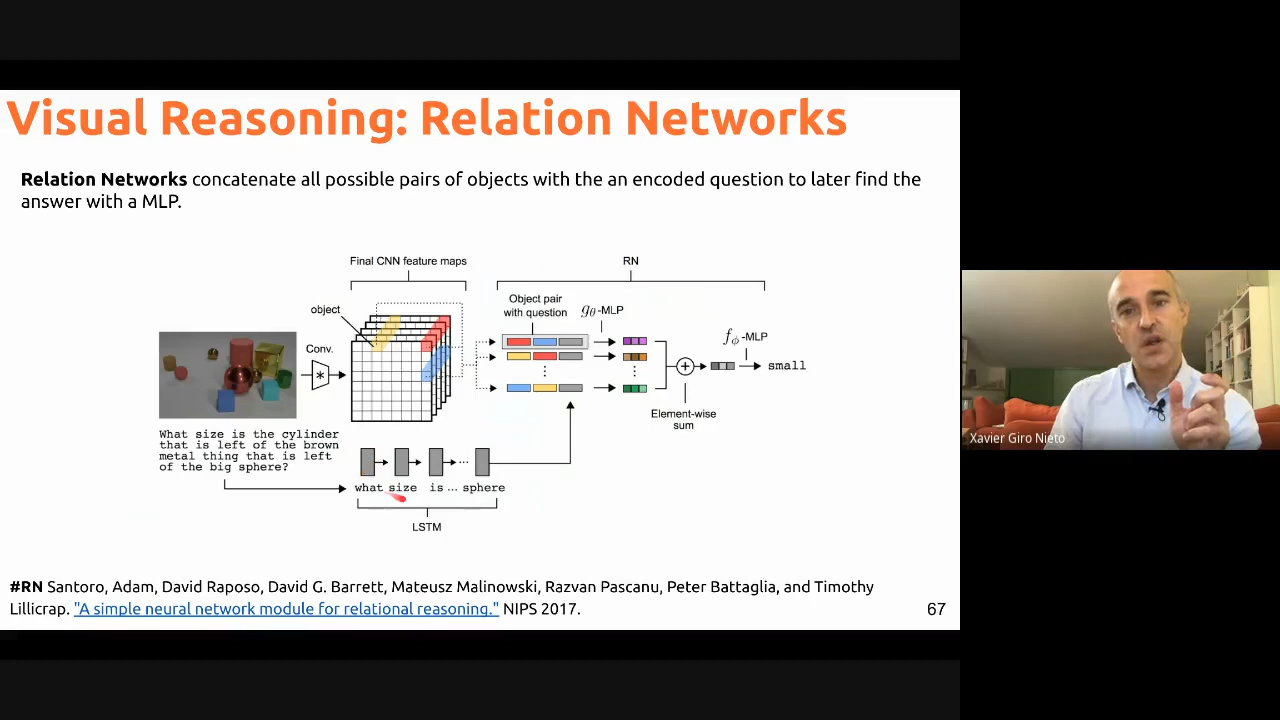 Visual Reasoning: Relation Networks
Relation Networks concatenate all possible pairs of objects with the an encoded question to later find the
answer with a MLP.
Final CNN feature maps
RN
object
Object pair
with question
gθ-MLP
fϕ-MLP
Conv.
*
+
small
Element-wise
sum
What size is the cylinder
that is left of the brown
metal thing that is left
of the big sphere?
what size is ... sphere
LSTM
Xavier Giro Nieto
#RN Santoro, Adam, David Raposo, David G. Barrett, Mateusz Malinowski, Razvan Pascanu, Peter Battaglia, and Timothy
Lillicrap. "A simple neural network module for relational reasoning." NIPS 2017.
67